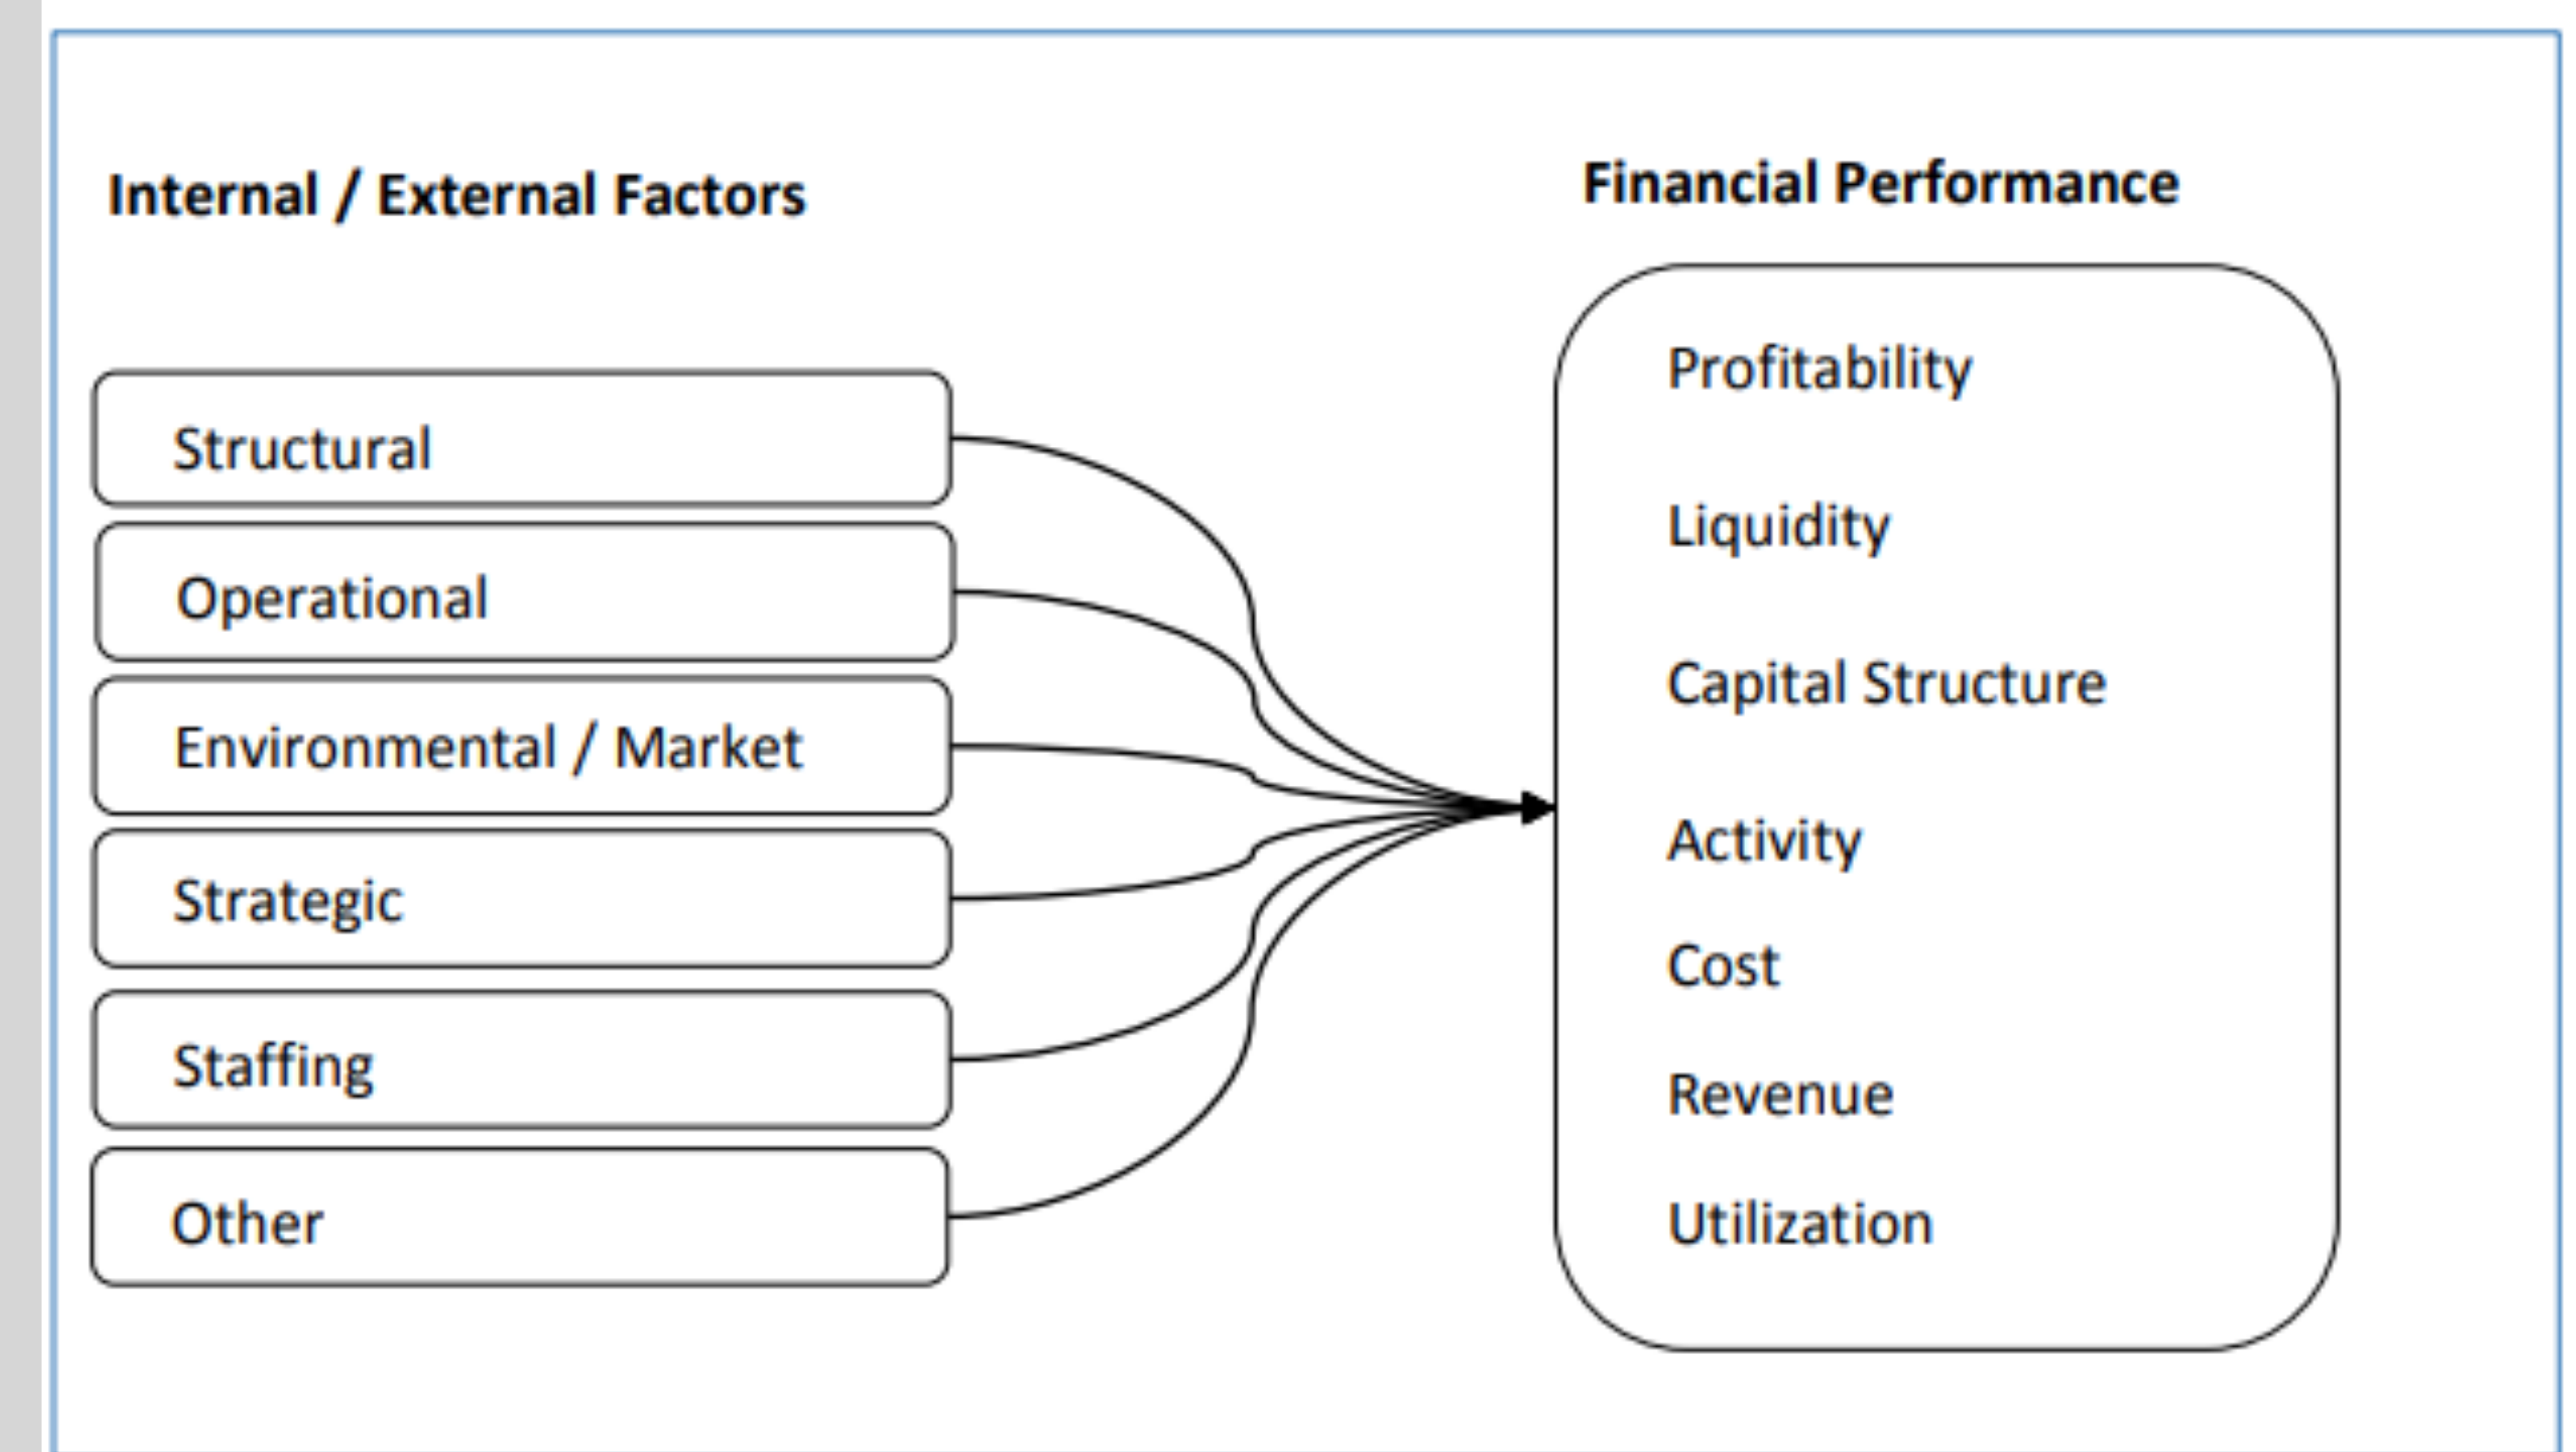 Internal / External Factors
Financial Performance
Structural
Operational
Environmental / Market
Strategic
Staffing
Other
Profitability
Liquidity
Capital Structure
Activity
Cost
Revenue
Utilization